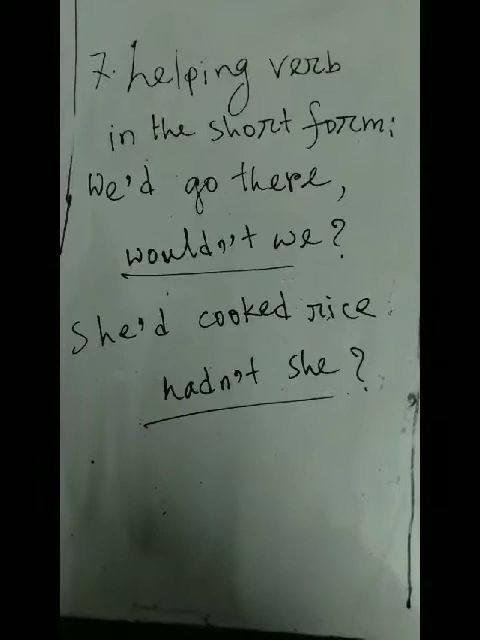 7. helping verb
in the short form:
We'd go there,
wouldn't we?
She'd cooked rice
hadn't she?